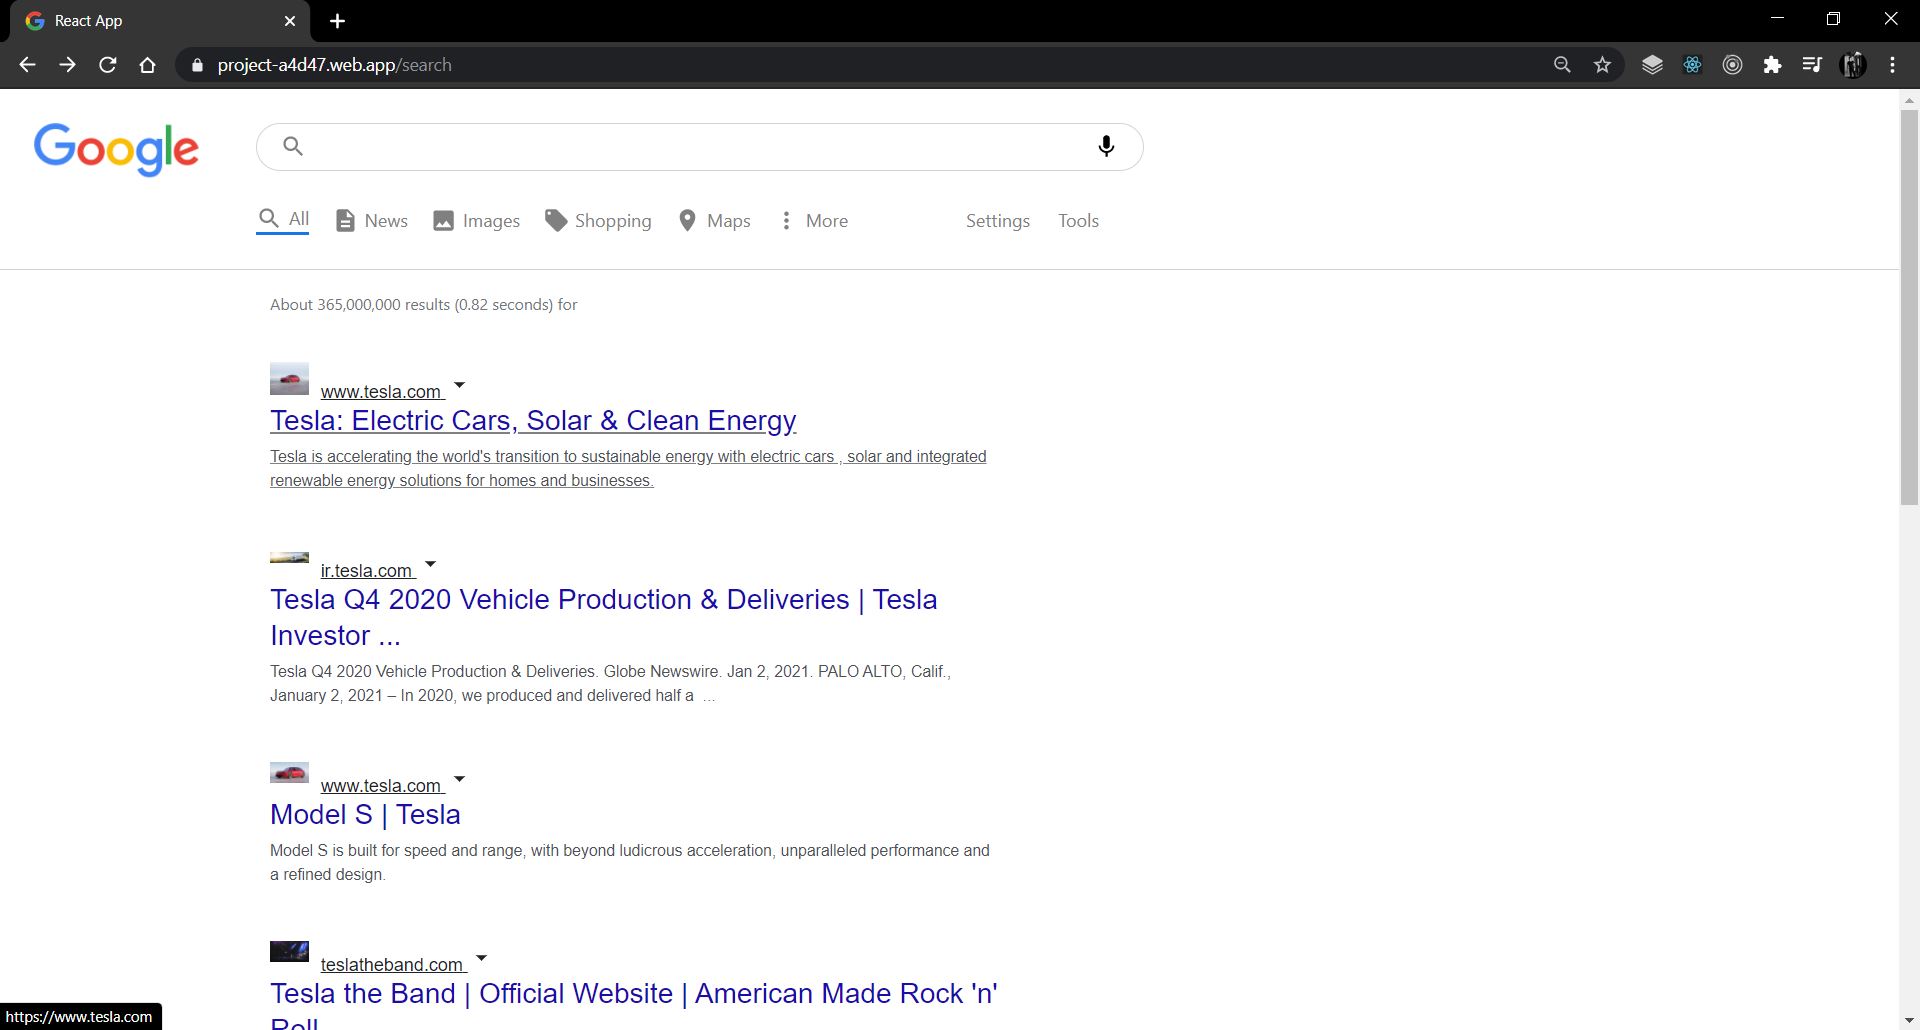 React App
project-a4d47.web.app/search
Google
All News Images Shopping Maps More Settings Tools
About 365,000,000 results (0.82 seconds) for
www.tesla.com
Tesla: Electric Cars, Solar & Clean Energy
Tesla is accelerating the world's transition to sustainable energy with electric cars , solar and integrated
renewable energy solutions for homes and businesses.
ir.tesla.com
Tesla Q4 2020 Vehicle Production & Deliveries | Tesla
Investor ...
Tesla Q4 2020 Vehicle Production & Deliveries. Globe Newswire. Jan 2, 2021. PALO ALTO, Calif.,
January 2, 2021 – In 2020, we produced and delivered half a ...
www.tesla.com
Model S | Tesla
Model S is built for speed and range, with beyond ludicrous acceleration, unparalleled performance and
a refined design.
teslatheband.com
Tesla the Band | Official Website | American Made Rock 'n'
Roll
https://www.tesla.com